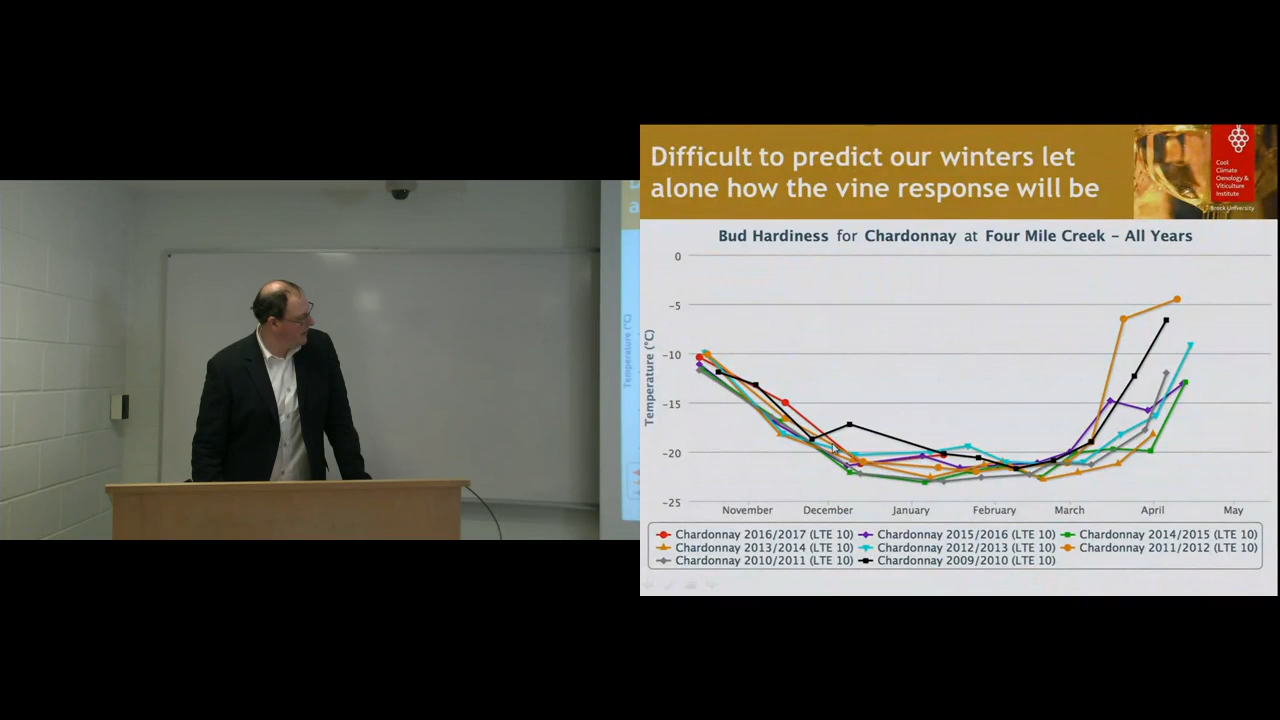 Difficult to predict our winters let
alone how the vine response will be
Cool
Climate
Oenology &
Viticulture
Institute
Brock University
Bud Hardiness for Chardonnay at Four Mile Creek – All Years
Temperature (°C)
0
-5
-10
-15
-20
-25
November December January February March April May
Chardonnay 2016/2017 (LTE 10) Chardonnay 2015/2016 (LTE 10) Chardonnay 2014/2015 (LTE 10)
Chardonnay 2013/2014 (LTE 10) Chardonnay 2012/2013 (LTE 10) Chardonnay 2011/2012 (LTE 10)
Chardonnay 2010/2011 (LTE 10) Chardonnay 2009/2010 (LTE 10)
Temperature (°C)